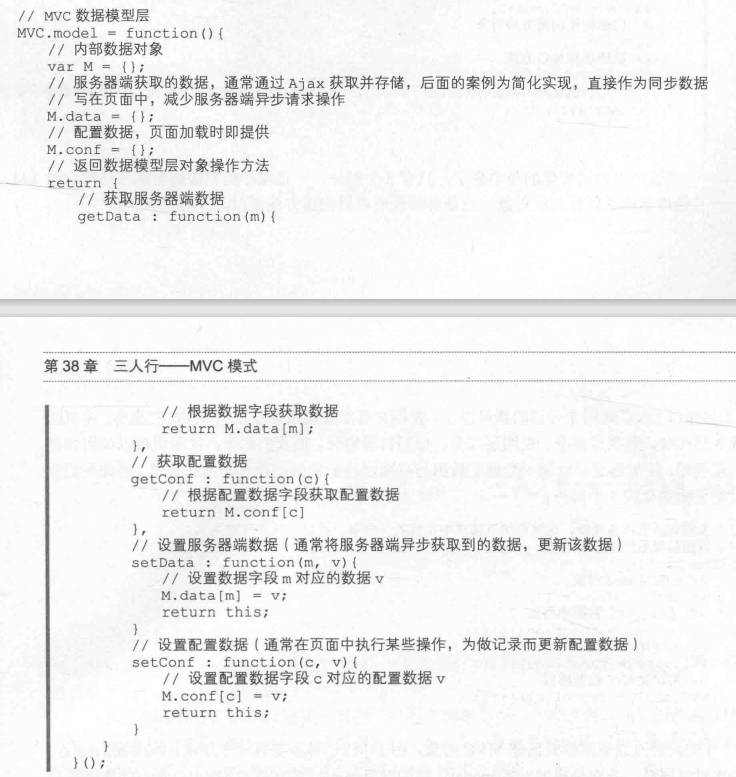 // MVC 数据模型层
MVC.model = function(){
// 内部数据对象
var M = {};
// 服务器端获取的数据，通常通过 Ajax 获取并存储，后面的案例为简化实现，直接作为同步数据
// 写在页面中，减少服务器端异步请求操作
M.data = {};
// 配置数据，页面加载时即提供
M.conf = {};
// 返回数据模型层对象操作方法
return {
// 获取服务器端数据
getData : function(m){
第 38 章 三人行——MVC 模式
// 根据数据字段获取数据
return M.data[m];
},
// 获取配置数据
getConf : function(c){
// 根据配置数据字段获取配置数据
return M.conf[c]
},
// 设置服务器端数据（通常将服务器端异步获取到的数据，更新该数据）
setData : function(m, v){
// 设置数据字段 m 对应的数据 v
M.data[m] = v;
return this;
}
// 设置配置数据（通常在页面中执行某些操作，为做记录而更新配置数据）
setConf : function(c, v){
// 设置配置数据字段 c 对应的配置数据 v
M.conf[c] = v;
return this;
}
}
}();